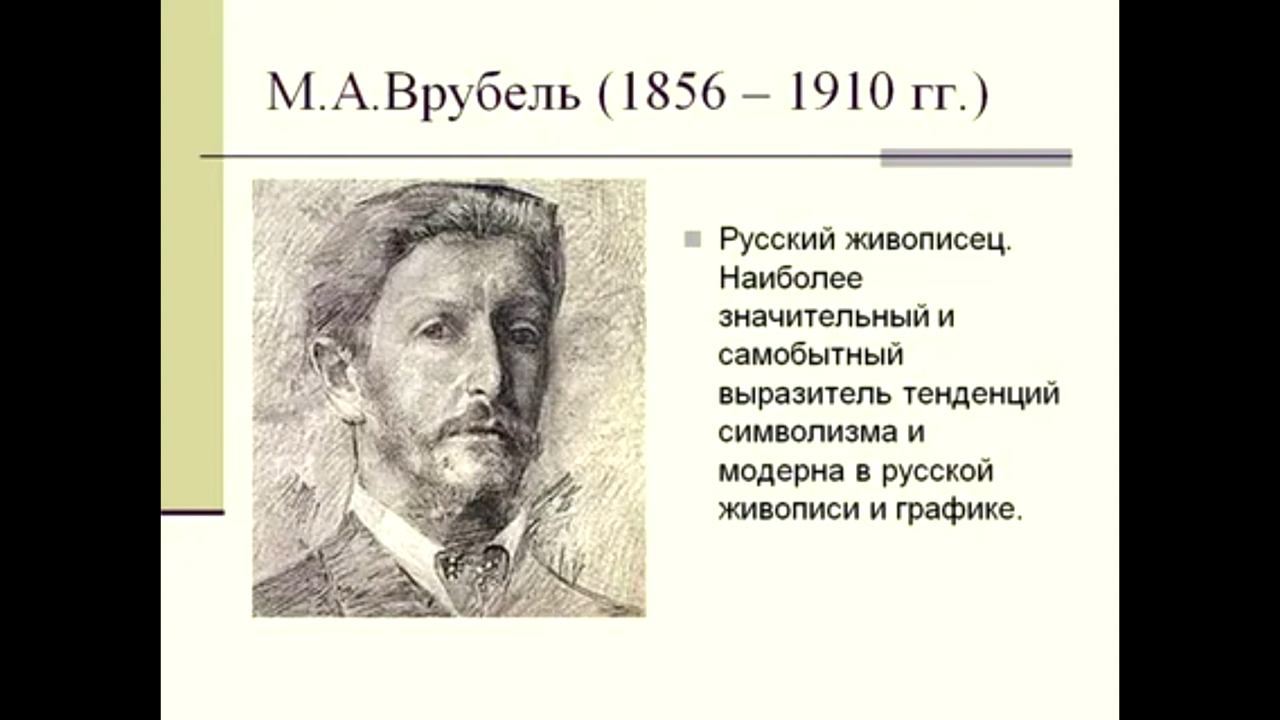 М.А.Врубель (1856 – 1910 гг.)
Русский живописец.
Наиболее
значительный и
самобытный
выразитель тенденций
символизма и
модерна в русской
живописи и графике.